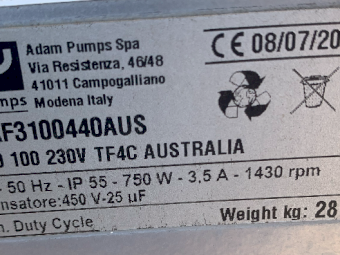 Adam Pumps Spa
Via Resistenza, 46/48
41011 Campogalliano
Modena Italy
CE 08/07/20
F3100440AUS
100 230V TF4C AUSTRALIA
50 Hz - IP 55 - 750 W - 3,5 A - 1430 rpm
nsatore:450 V-25 µF
Duty Cycle
Weight kg: 28